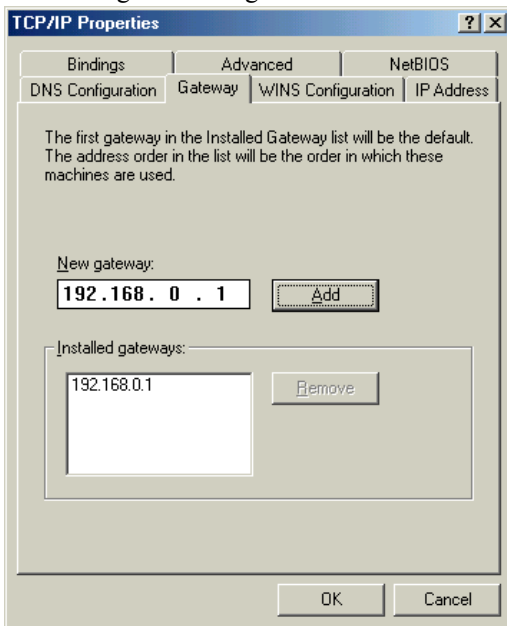 TCP/IP Properties
Bindings Advanced NetBIOS
DNS Configuration Gateway WINS Configuration IP Address
The first gateway in the Installed Gateway list will be the default.
The address order in the list will be the order in which these
machines are used.
New gateway:
192.168. 0 . 1 Add
Installed gateways:
192.168.0.1 Remove
OK Cancel